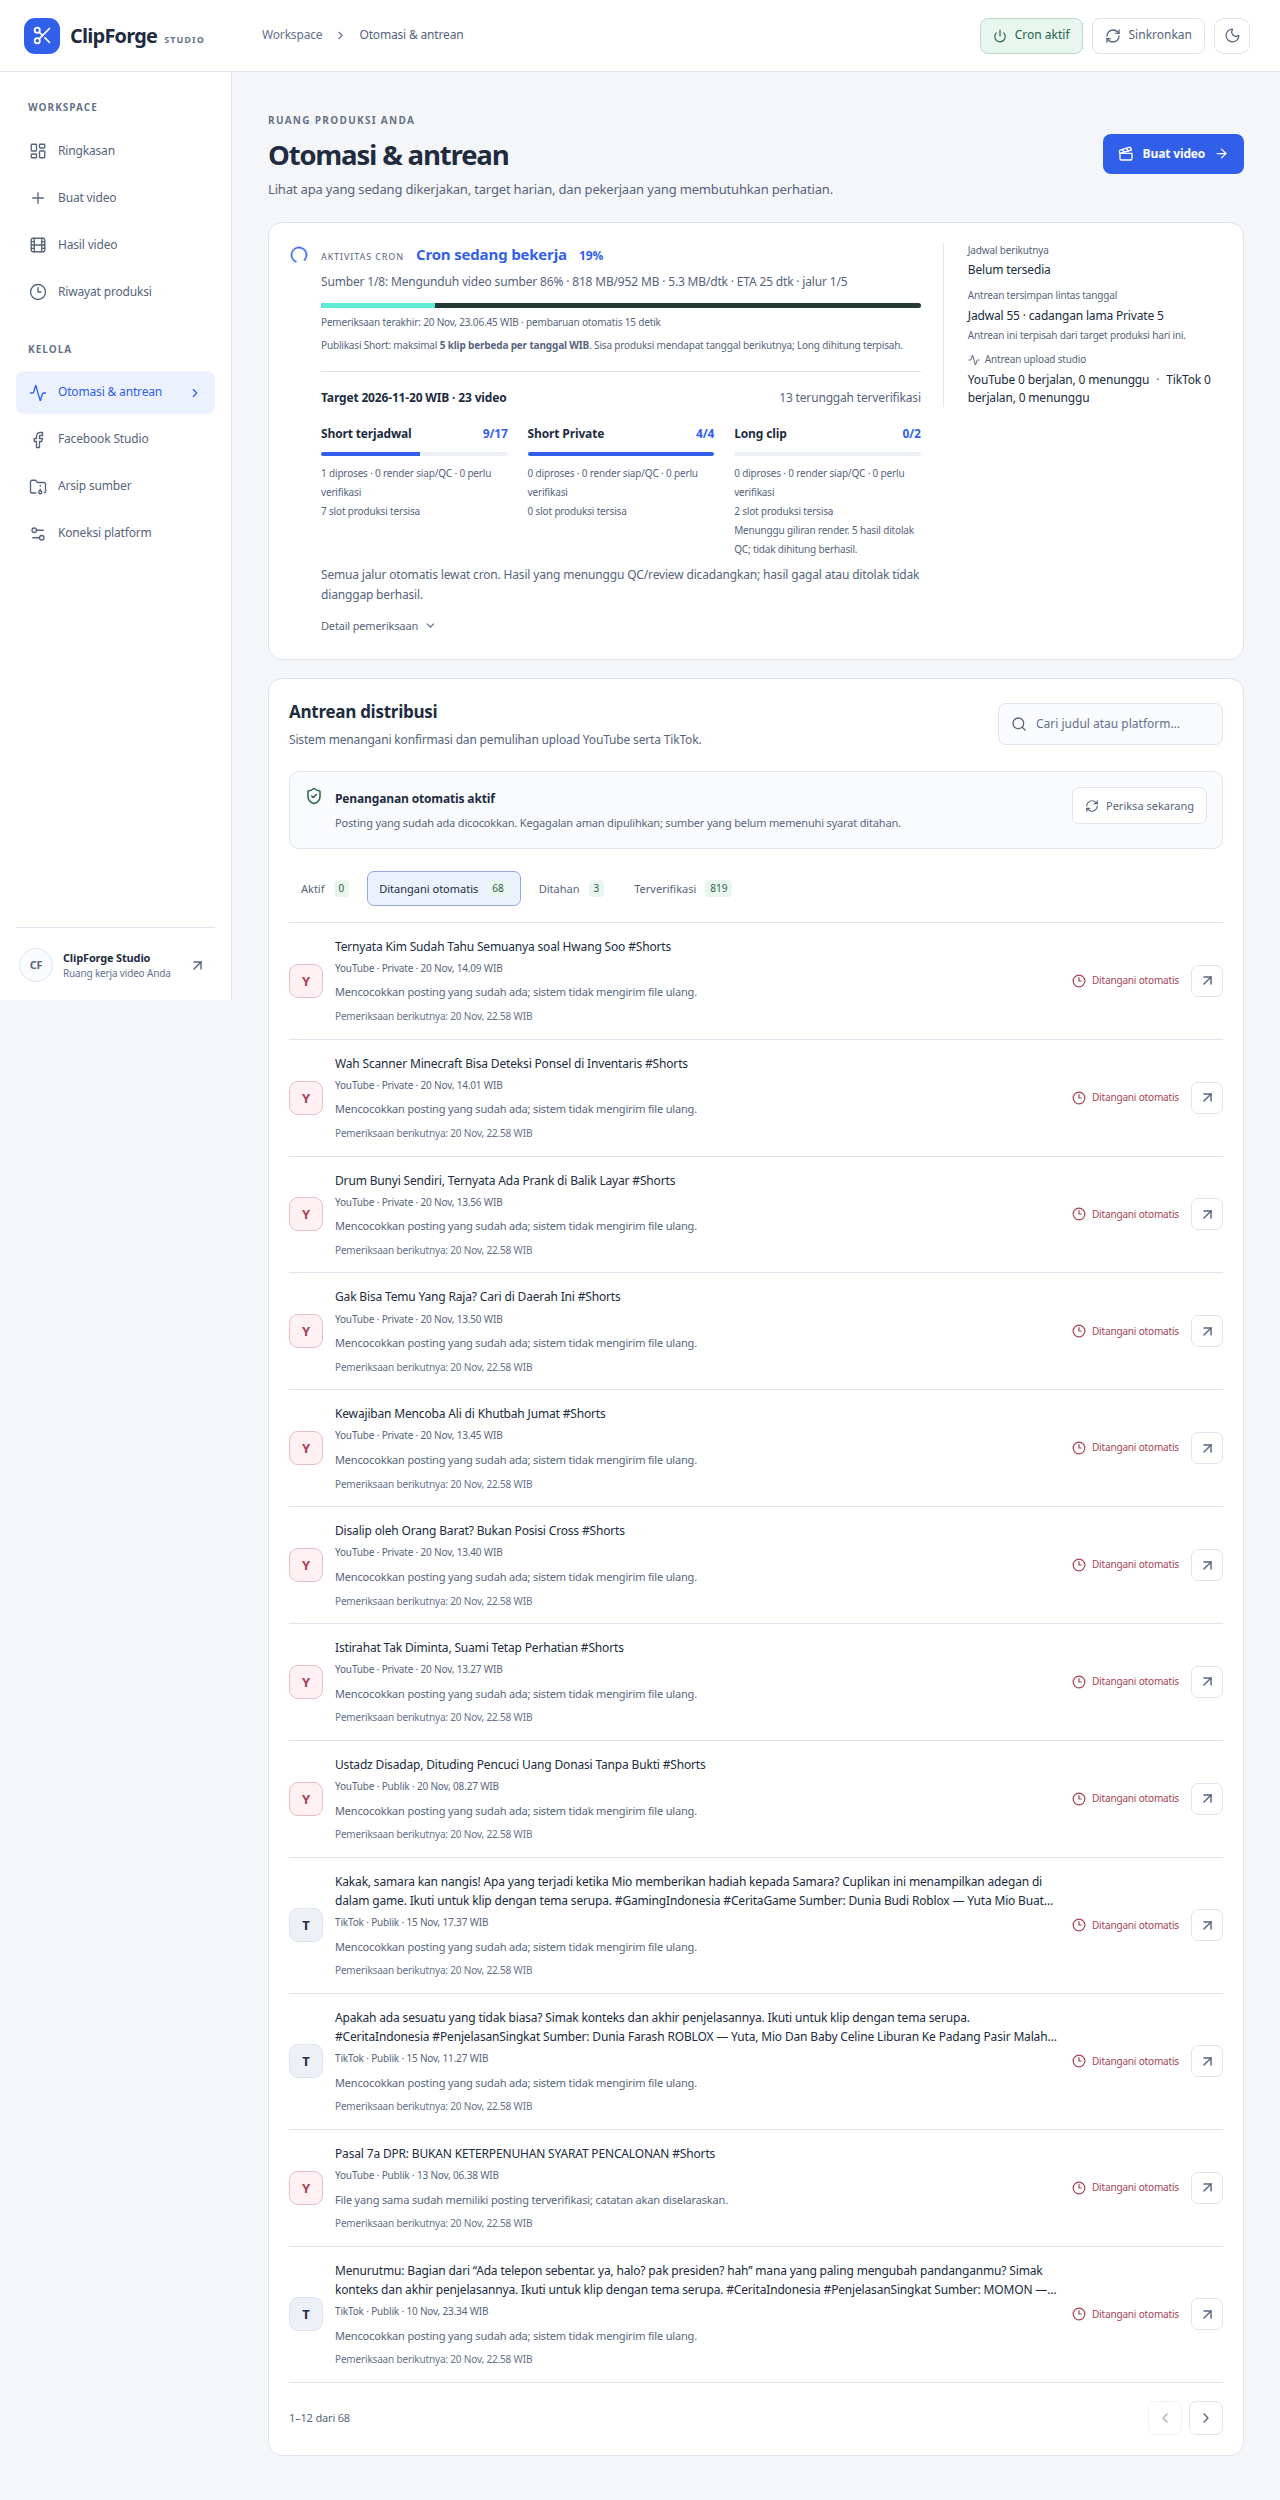 ClipForge STUDIO
Workspace > Otomasi & antrean
Cron aktif
Sinkronkan
WORKSPACE
Ringkasan
Buat video
Hasil video
Riwayat produksi
KELOLA
Otomasi & antrean
Facebook Studio
Arsip sumber
Koneksi platform
CF
ClipForge Studio
Ruang kerja video Anda
RUANG PRODUKSI ANDA
Otomasi & antrean
Lihat apa yang sedang dikerjakan, target harian, dan pekerjaan yang membutuhkan perhatian.
Buat video
AKTIVITAS CRON Cron sedang bekerja 19%
Sumber 1/8: Mengunduh video sumber 86% · 818 MB/952 MB · 5.3 MB/dtk · ETA 25 dtk · jalur 1/5
Pemeriksaan terakhir: 20 Nov, 23.06.45 WIB · pembaruan otomatis 15 detik
Publikasi Short: maksimal 5 klip berbeda per tanggal WIB. Sisa produksi mendapat tanggal berikutnya; Long dihitung terpisah.
Target 2026-11-20 WIB · 23 video
13 terunggah terverifikasi
Short terjadwal 9/17
1 diproses · 0 render siap/QC · 0 perlu
verifikasi
7 slot produksi tersisa
Short Private 4/4
0 diproses · 0 render siap/QC · 0 perlu
verifikasi
0 slot produksi tersisa
Long clip 0/2
0 diproses · 0 render siap/QC · 0 perlu
verifikasi
2 slot produksi tersisa
Menunggu giliran render. 5 hasil ditolak
QC; tidak dihitung berhasil.
Semua jalur otomatis lewat cron. Hasil yang menunggu QC/review dicadangkan; hasil gagal atau ditolak tidak
dianggap berhasil.
Detail pemeriksaan
Jadwal berikutnya
Belum tersedia
Antrean tersimpan lintas tanggal
Jadwal 55 · cadangan lama Private 5
Antrean ini terpisah dari target produksi hari ini.
Antrean upload studio
YouTube 0 berjalan, 0 menunggu · TikTok 0
berjalan, 0 menunggu
Antrean distribusi
Sistem menangani konfirmasi dan pemulihan upload YouTube serta TikTok.
Cari judul atau platform...
Penanganan otomatis aktif
Posting yang sudah ada dicocokkan. Kegagalan aman dipulihkan; sumber yang belum memenuhi syarat ditahan.
Periksa sekarang
Aktif 0
Ditangani otomatis 68
Ditahan 3
Terverifikasi 819
Y
Ternyata Kim Sudah Tahu Semuanya soal Hwang Soo #Shorts
YouTube · Private · 20 Nov, 14.09 WIB
Mencocokkan posting yang sudah ada; sistem tidak mengirim file ulang.
Pemeriksaan berikutnya: 20 Nov, 22.58 WIB
Ditangani otomatis
Y
Wah Scanner Minecraft Bisa Deteksi Ponsel di Inventaris #Shorts
YouTube · Private · 20 Nov, 14.01 WIB
Mencocokkan posting yang sudah ada; sistem tidak mengirim file ulang.
Pemeriksaan berikutnya: 20 Nov, 22.58 WIB
Ditangani otomatis
Y
Drum Bunyi Sendiri, Ternyata Ada Prank di Balik Layar #Shorts
YouTube · Private · 20 Nov, 13.56 WIB
Mencocokkan posting yang sudah ada; sistem tidak mengirim file ulang.
Pemeriksaan berikutnya: 20 Nov, 22.58 WIB
Ditangani otomatis
Y
Gak Bisa Temu Yang Raja? Cari di Daerah Ini #Shorts
YouTube · Private · 20 Nov, 13.50 WIB
Mencocokkan posting yang sudah ada; sistem tidak mengirim file ulang.
Pemeriksaan berikutnya: 20 Nov, 22.58 WIB
Ditangani otomatis
Y
Kewajiban Mencoba Ali di Khutbah Jumat #Shorts
YouTube · Private · 20 Nov, 13.45 WIB
Mencocokkan posting yang sudah ada; sistem tidak mengirim file ulang.
Pemeriksaan berikutnya: 20 Nov, 22.58 WIB
Ditangani otomatis
Y
Disalip oleh Orang Barat? Bukan Posisi Cross #Shorts
YouTube · Private · 20 Nov, 13.40 WIB
Mencocokkan posting yang sudah ada; sistem tidak mengirim file ulang.
Pemeriksaan berikutnya: 20 Nov, 22.58 WIB
Ditangani otomatis
Y
Istirahat Tak Diminta, Suami Tetap Perhatian #Shorts
YouTube · Private · 20 Nov, 13.27 WIB
Mencocokkan posting yang sudah ada; sistem tidak mengirim file ulang.
Pemeriksaan berikutnya: 20 Nov, 22.58 WIB
Ditangani otomatis
Y
Ustadz Disadap, Dituding Pencuci Uang Donasi Tanpa Bukti #Shorts
YouTube · Publik · 20 Nov, 08.27 WIB
Mencocokkan posting yang sudah ada; sistem tidak mengirim file ulang.
Pemeriksaan berikutnya: 20 Nov, 22.58 WIB
Ditangani otomatis
T
Kakak, samara kan nangis! Apa yang terjadi ketika Mio memberikan hadiah kepada Samara? Cuplikan ini menampilkan adegan di
dalam game. Ikuti untuk klip dengan tema serupa. #GamingIndonesia #CeritaGame Sumber: Dunia Budi Roblox — Yuta Mio Buat...
TikTok · Publik · 15 Nov, 17.37 WIB
Mencocokkan posting yang sudah ada; sistem tidak mengirim file ulang.
Pemeriksaan berikutnya: 20 Nov, 22.58 WIB
Ditangani otomatis
T
Apakah ada sesuatu yang tidak biasa? Simak konteks dan akhir penjelasannya. Ikuti untuk klip dengan tema serupa.
#CeritaIndonesia #PenjelasanSingkat Sumber: Dunia Farash ROBLOX — Yuta, Mio Dan Baby Celine Liburan Ke Padang Pasir Malah...
TikTok · Publik · 15 Nov, 11.27 WIB
Mencocokkan posting yang sudah ada; sistem tidak mengirim file ulang.
Pemeriksaan berikutnya: 20 Nov, 22.58 WIB
Ditangani otomatis
Y
Pasal 7a DPR: BUKAN KETERPENUHAN SYARAT PENCALONAN #Shorts
YouTube · Publik · 13 Nov, 06.38 WIB
File yang sama sudah memiliki posting terverifikasi; catatan akan diselaraskan.
Pemeriksaan berikutnya: 20 Nov, 22.58 WIB
Ditangani otomatis
T
Menurutmu: Bagian dari “Ada telepon sebentar. ya, halo? pak presiden? hah” mana yang paling mengubah pandanganmu? Simak
konteks dan akhir penjelasannya. Ikuti untuk klip dengan tema serupa. #CeritaIndonesia #PenjelasanSingkat Sumber: MOMON —...
TikTok · Publik · 10 Nov, 23.34 WIB
Mencocokkan posting yang sudah ada; sistem tidak mengirim file ulang.
Pemeriksaan berikutnya: 20 Nov, 22.58 WIB
Ditangani otomatis
1–12 dari 68